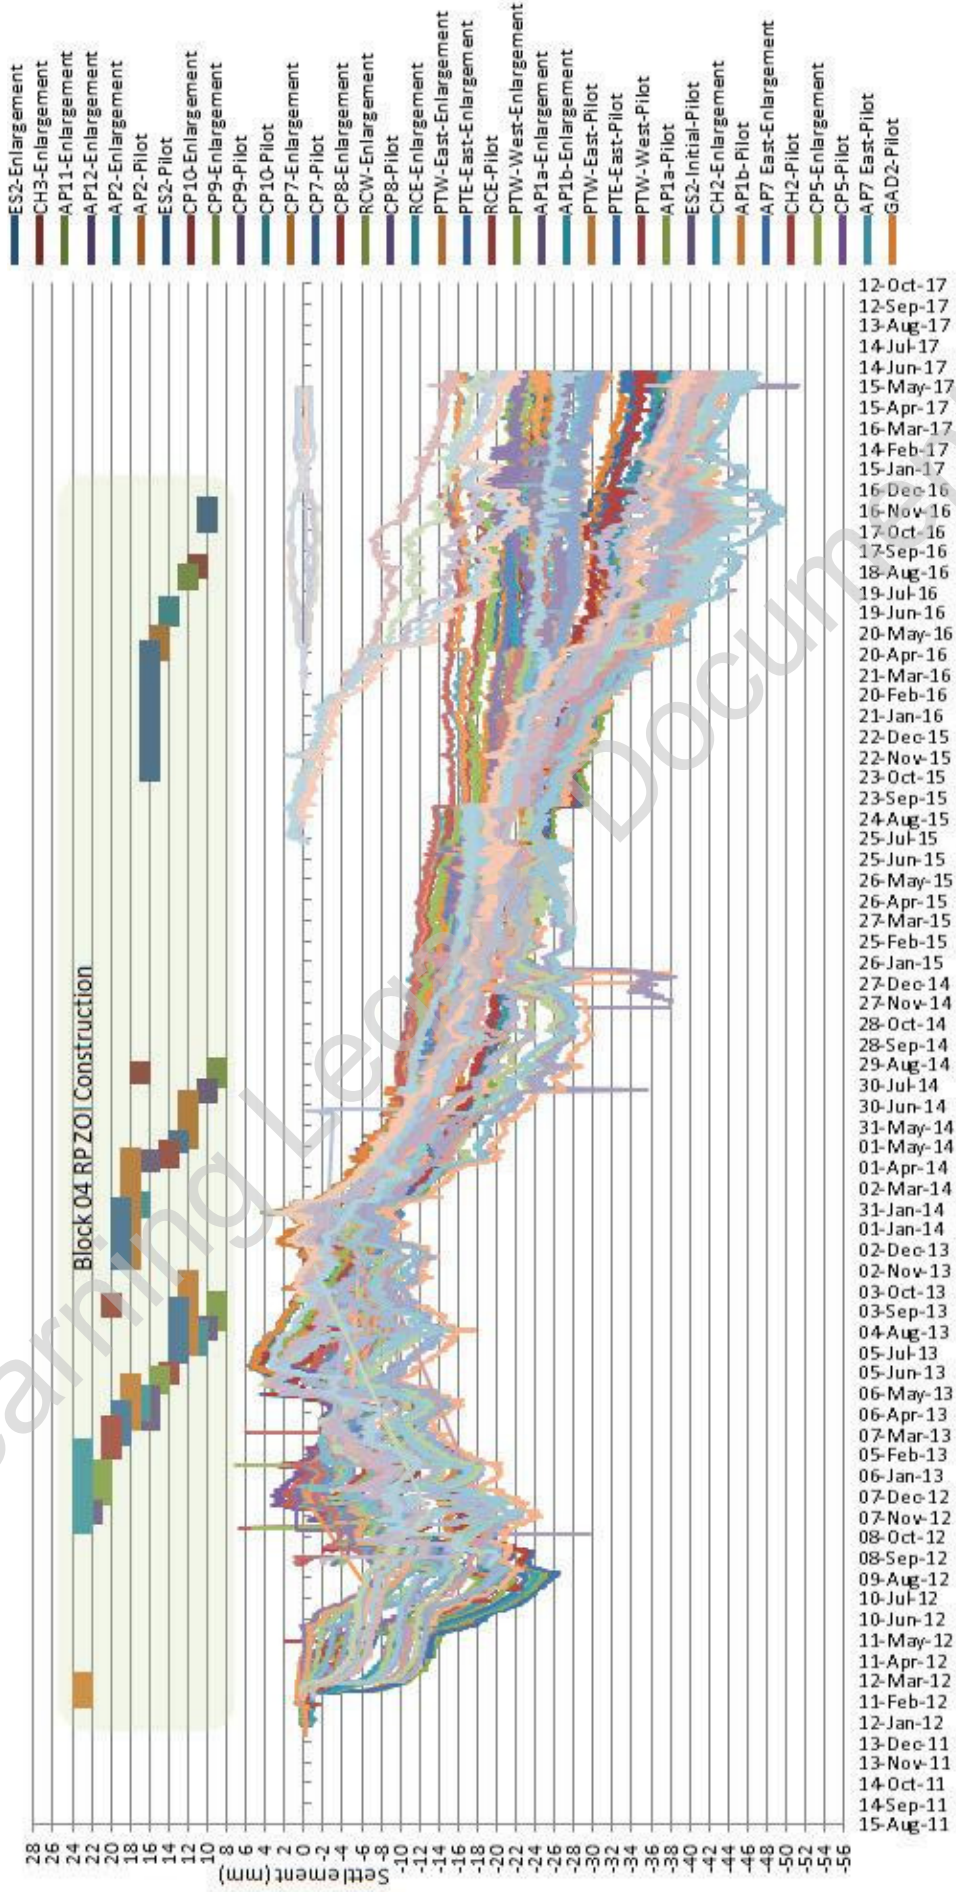 Block 04 RP ZOI Construction
Settlement (mm)
28
26
24
22
20
18
16
14
12
10
8
6
4
2
0
-2
-4
-6
-8
-10
-12
-14
-16
-18
-20
-22
-24
-26
-28
-30
-32
-34
-36
-38
-40
-42
-44
-46
-48
-50
-52
-54
-56
15-Aug-11
14-Sep-11
14-Oct-11
13-Nov-11
13-Dec-11
12-Jan-12
11-Feb-12
12-Mar-12
11-Apr-12
11-May-12
10-Jun-12
10-Jul-12
09-Aug-12
08-Sep-12
08-Oct-12
07-Nov-12
07-Dec-12
06-Jan-13
05-Feb-13
07-Mar-13
06-Apr-13
06-May-13
05-Jun-13
05-Jul-13
04-Aug-13
03-Sep-13
03-Oct-13
02-Nov-13
02-Dec-13
01-Jan-14
31-Jan-14
02-Mar-14
01-Apr-14
01-May-14
31-May-14
30-Jun-14
30-Jul-14
29-Aug-14
28-Sep-14
28-Oct-14
27-Nov-14
27-Dec-14
26-Jan-15
25-Feb-15
27-Mar-15
26-Apr-15
26-May-15
25-Jun-15
25-Jul-15
24-Aug-15
23-Sep-15
23-Oct-15
22-Nov-15
22-Dec-15
21-Jan-16
20-Feb-16
21-Mar-16
20-Apr-16
20-May-16
19-Jun-16
19-Jul-16
18-Aug-16
17-Sep-16
17-Oct-16
16-Nov-16
16-Dec-16
15-Jan-17
14-Feb-17
16-Mar-17
15-Apr-17
15-May-17
14-Jun-17
14-Jul-17
13-Aug-17
12-Sep-17
12-Oct-17
ES2-Enlargement
CH3-Enlargement
AP11-Enlargement
AP12-Enlargement
AP2-Enlargement
AP2-Pilot
ES2-Pilot
CP10-Enlargement
CP9-Enlargement
CP9-Pilot
CP10-Pilot
CP7-Enlargement
CP7-Pilot
CP8-Enlargement
RCW-Enlargement
CP8-Pilot
RCE-Enlargement
PTW-East-Enlargement
PTE-East-Enlargement
RCE-Pilot
PTW-West-Enlargement
AP1a-Enlargement
AP1b-Enlargement
PTW-East-Pilot
PTE-East-Pilot
PTW-West-Pilot
AP1a-Pilot
ES2-Initial-Pilot
CH2-Enlargement
AP1b-Pilot
AP7 East-Enlargement
CH2-Pilot
CP5-Enlargement
CP5-Pilot
AP7 East-Pilot
GAD2-Pilot
arning Legacy Document